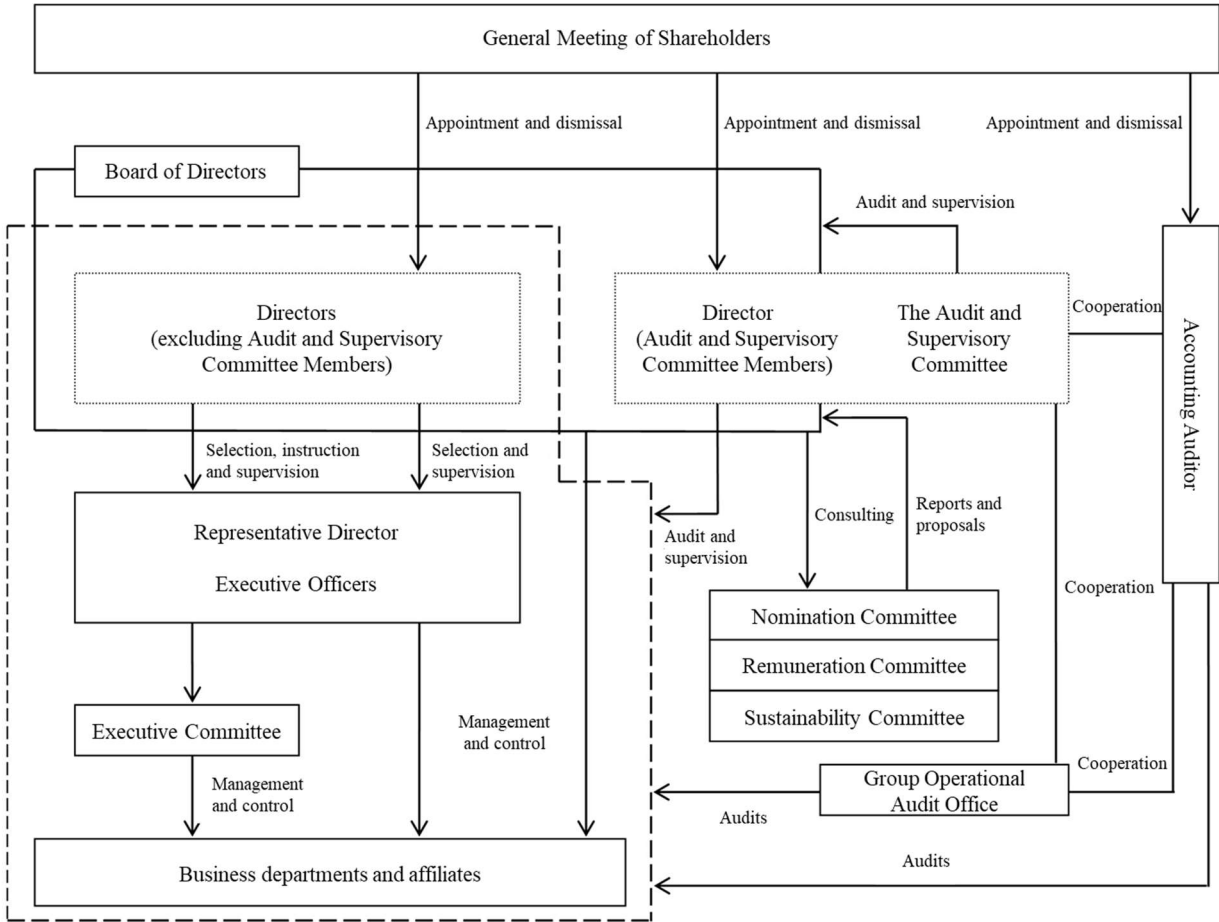 General Meeting of Shareholders
Appointment and dismissal
Appointment and dismissal
Appointment and dismissal
Board of Directors
Audit and supervision
Directors
(excluding Audit and Supervisory
Committee Members)
Director
(Audit and Supervisory
Committee Members)
The Audit and
Supervisory
Committee
Cooperation
Accounting Auditor
Selection, instruction
and supervision
Selection and
supervision
Representative Director
Executive Officers
Audit and
supervision
Consulting
Reports and
proposals
Cooperation
Nomination Committee
Remuneration Committee
Sustainability Committee
Executive Committee
Management
and control
Management
and control
Group Operational
Audit Office
Cooperation
Audits
Business departments and affiliates
Audits